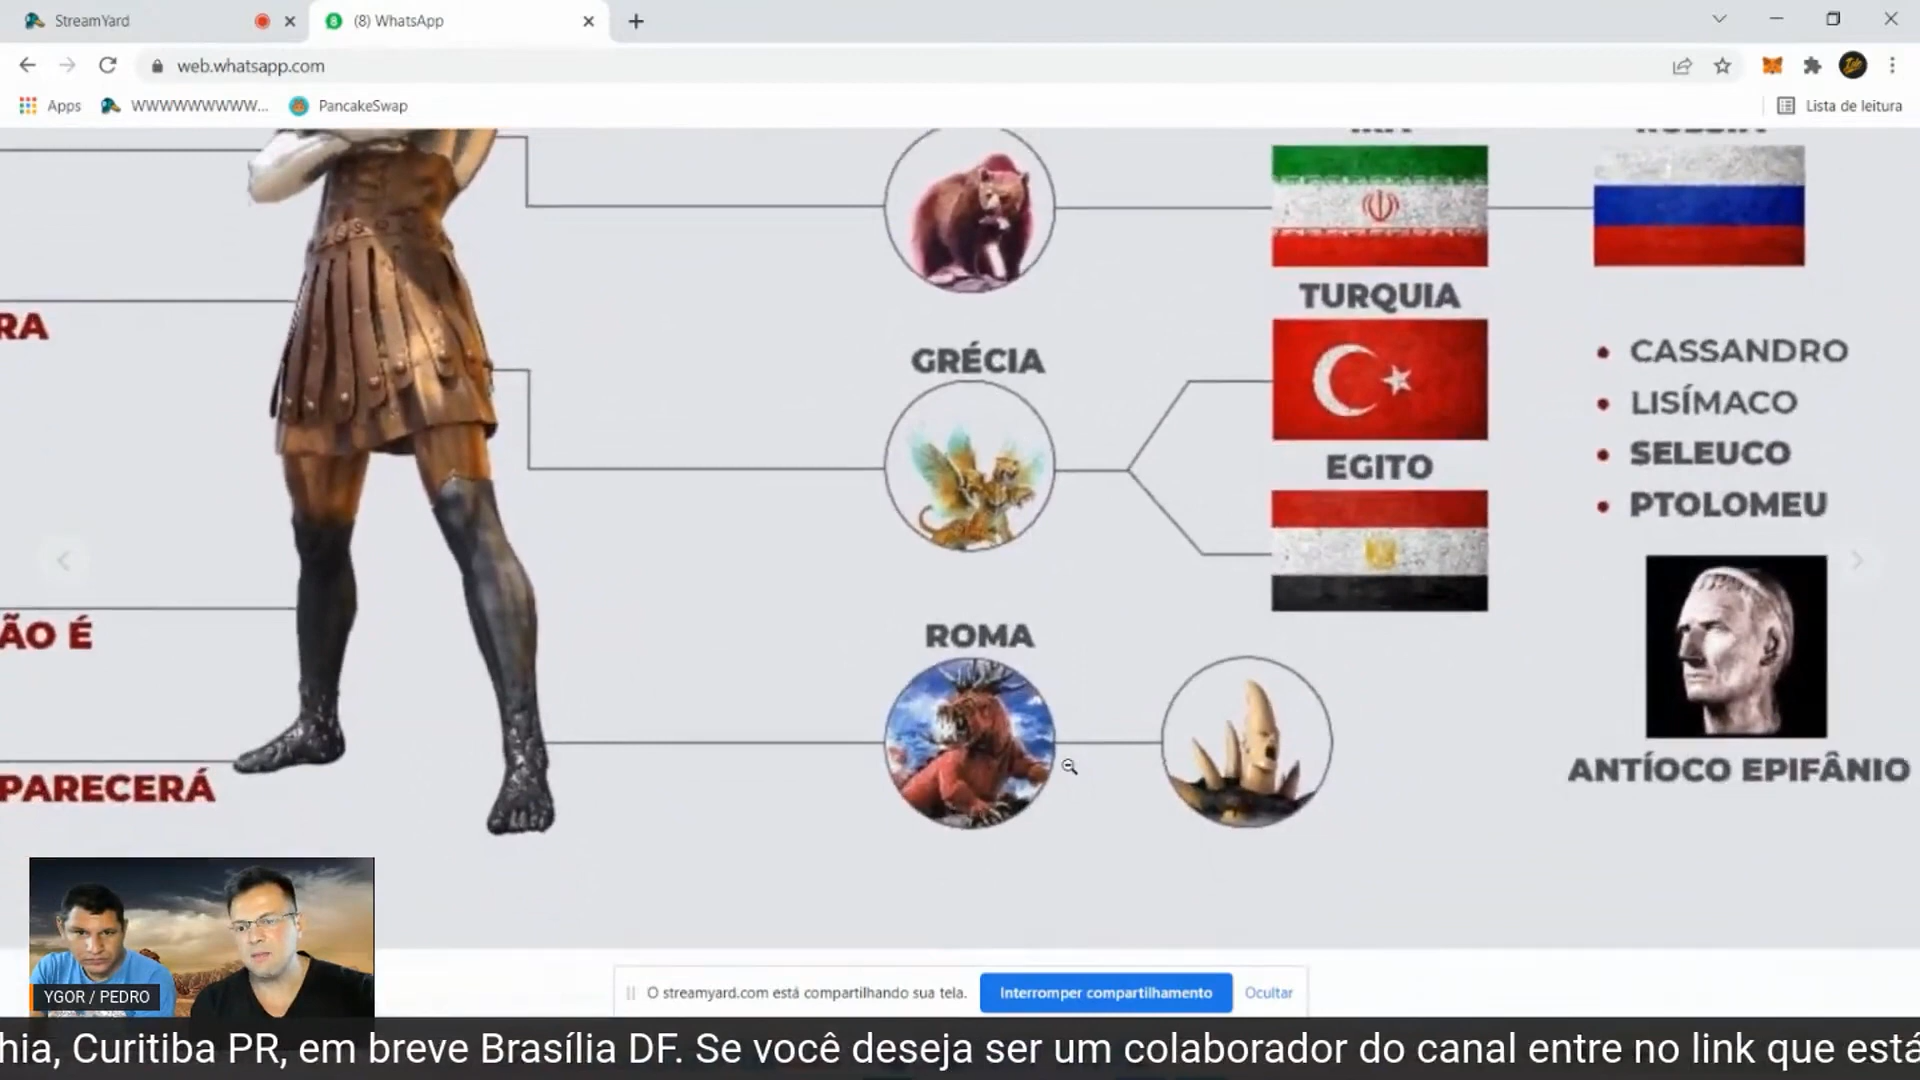 StreamYard
(8) WhatsApp
web.whatsapp.com
Apps
WWWWWWWWW...
PancakeSwap
Lista de leitura
TURQUIA
RA
GRÉCIA
CASSANDRO
LISÍMACO
SELEUCO
EGITO
PTOLOMEU
ROMA
ÃO É
ANTÍOCO EPIFÂNIO
PARECERÁ
YGOR / PEDRO
O streamyard.com está compartilhando sua tela.
Interromper compartilhamento
Ocultar
hia, Curitiba PR, em breve Brasília DF. Se você deseja ser um colaborador do canal entre no link que está